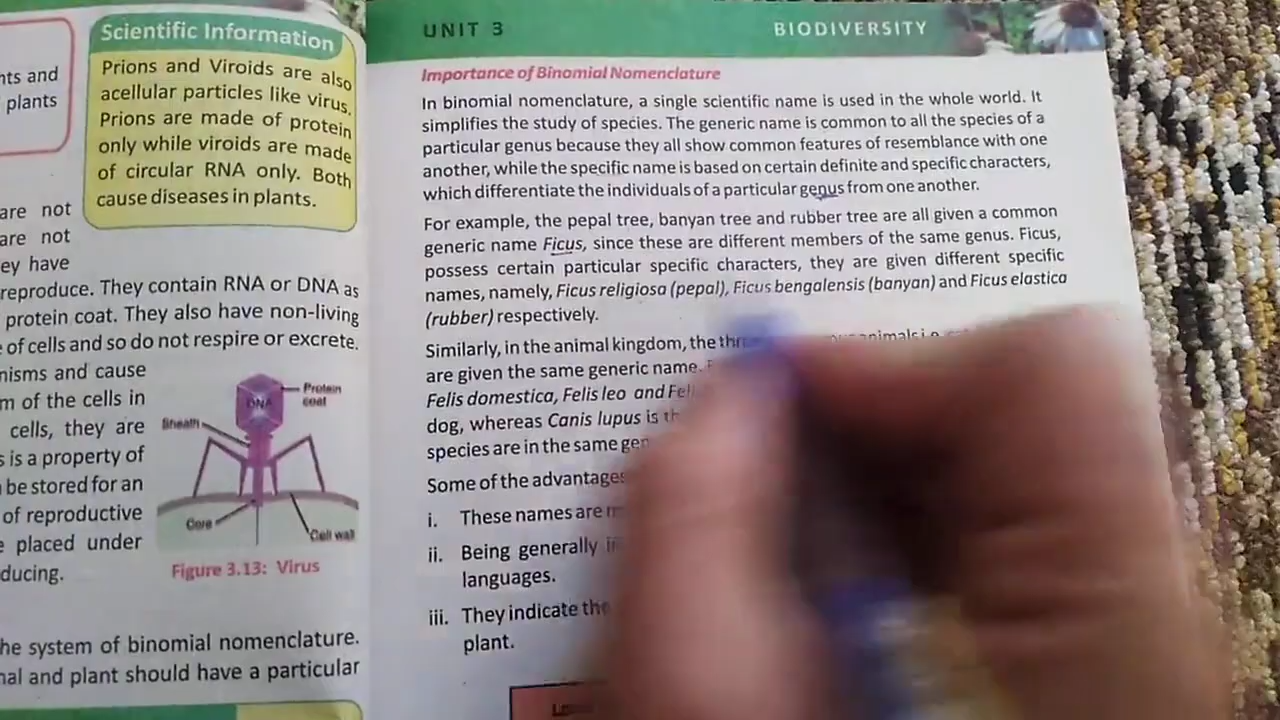 Scientific Information
Prions and Viroids are also
acellular particles like virus.
Prions are made of protein
only while viroids are made
of circular RNA only. Both
cause diseases in plants.
nts and
plants
are not
are not
ey have
reproduce. They contain RNA or DNA as
protein coat. They also have non-living
of cells and so do not respire or excrete.
nisms and cause
m of the cells in
cells, they are
s is a property of
be stored for an
of reproductive
placed under
ducing.
Protein
coat
DNA
Sheath
Core
Cell wall
Figure 3.13: Virus
he system of binomial nomenclature.
nal and plant should have a particular
UNIT 3 BIODIVERSITY
Importance of Binomial Nomenclature
In binomial nomenclature, a single scientific name is used in the whole world. It
simplifies the study of species. The generic name is common to all the species of a
particular genus because they all show common features of resemblance with one
another, while the specific name is based on certain definite and specific characters,
which differentiate the individuals of a particular genus from one another.
For example, the pepal tree, banyan tree and rubber tree are all given a common
generic name Ficus, since these are different members of the same genus. Ficus,
possess certain particular specific characters, they are given different specific
names, namely, Ficus religiosa (pepal), Ficus bengalensis (banyan) and Ficus elastica
(rubber) respectively.
Similarly, in the animal kingdom, the animals i.e.
are given the same generic name.
Felis domestica, Felis leo and
dog, whereas Canis lupus is
species are in the same
Some of the advantages
i. These names are
ii. Being generally
languages.
iii. They indicate the
plant.